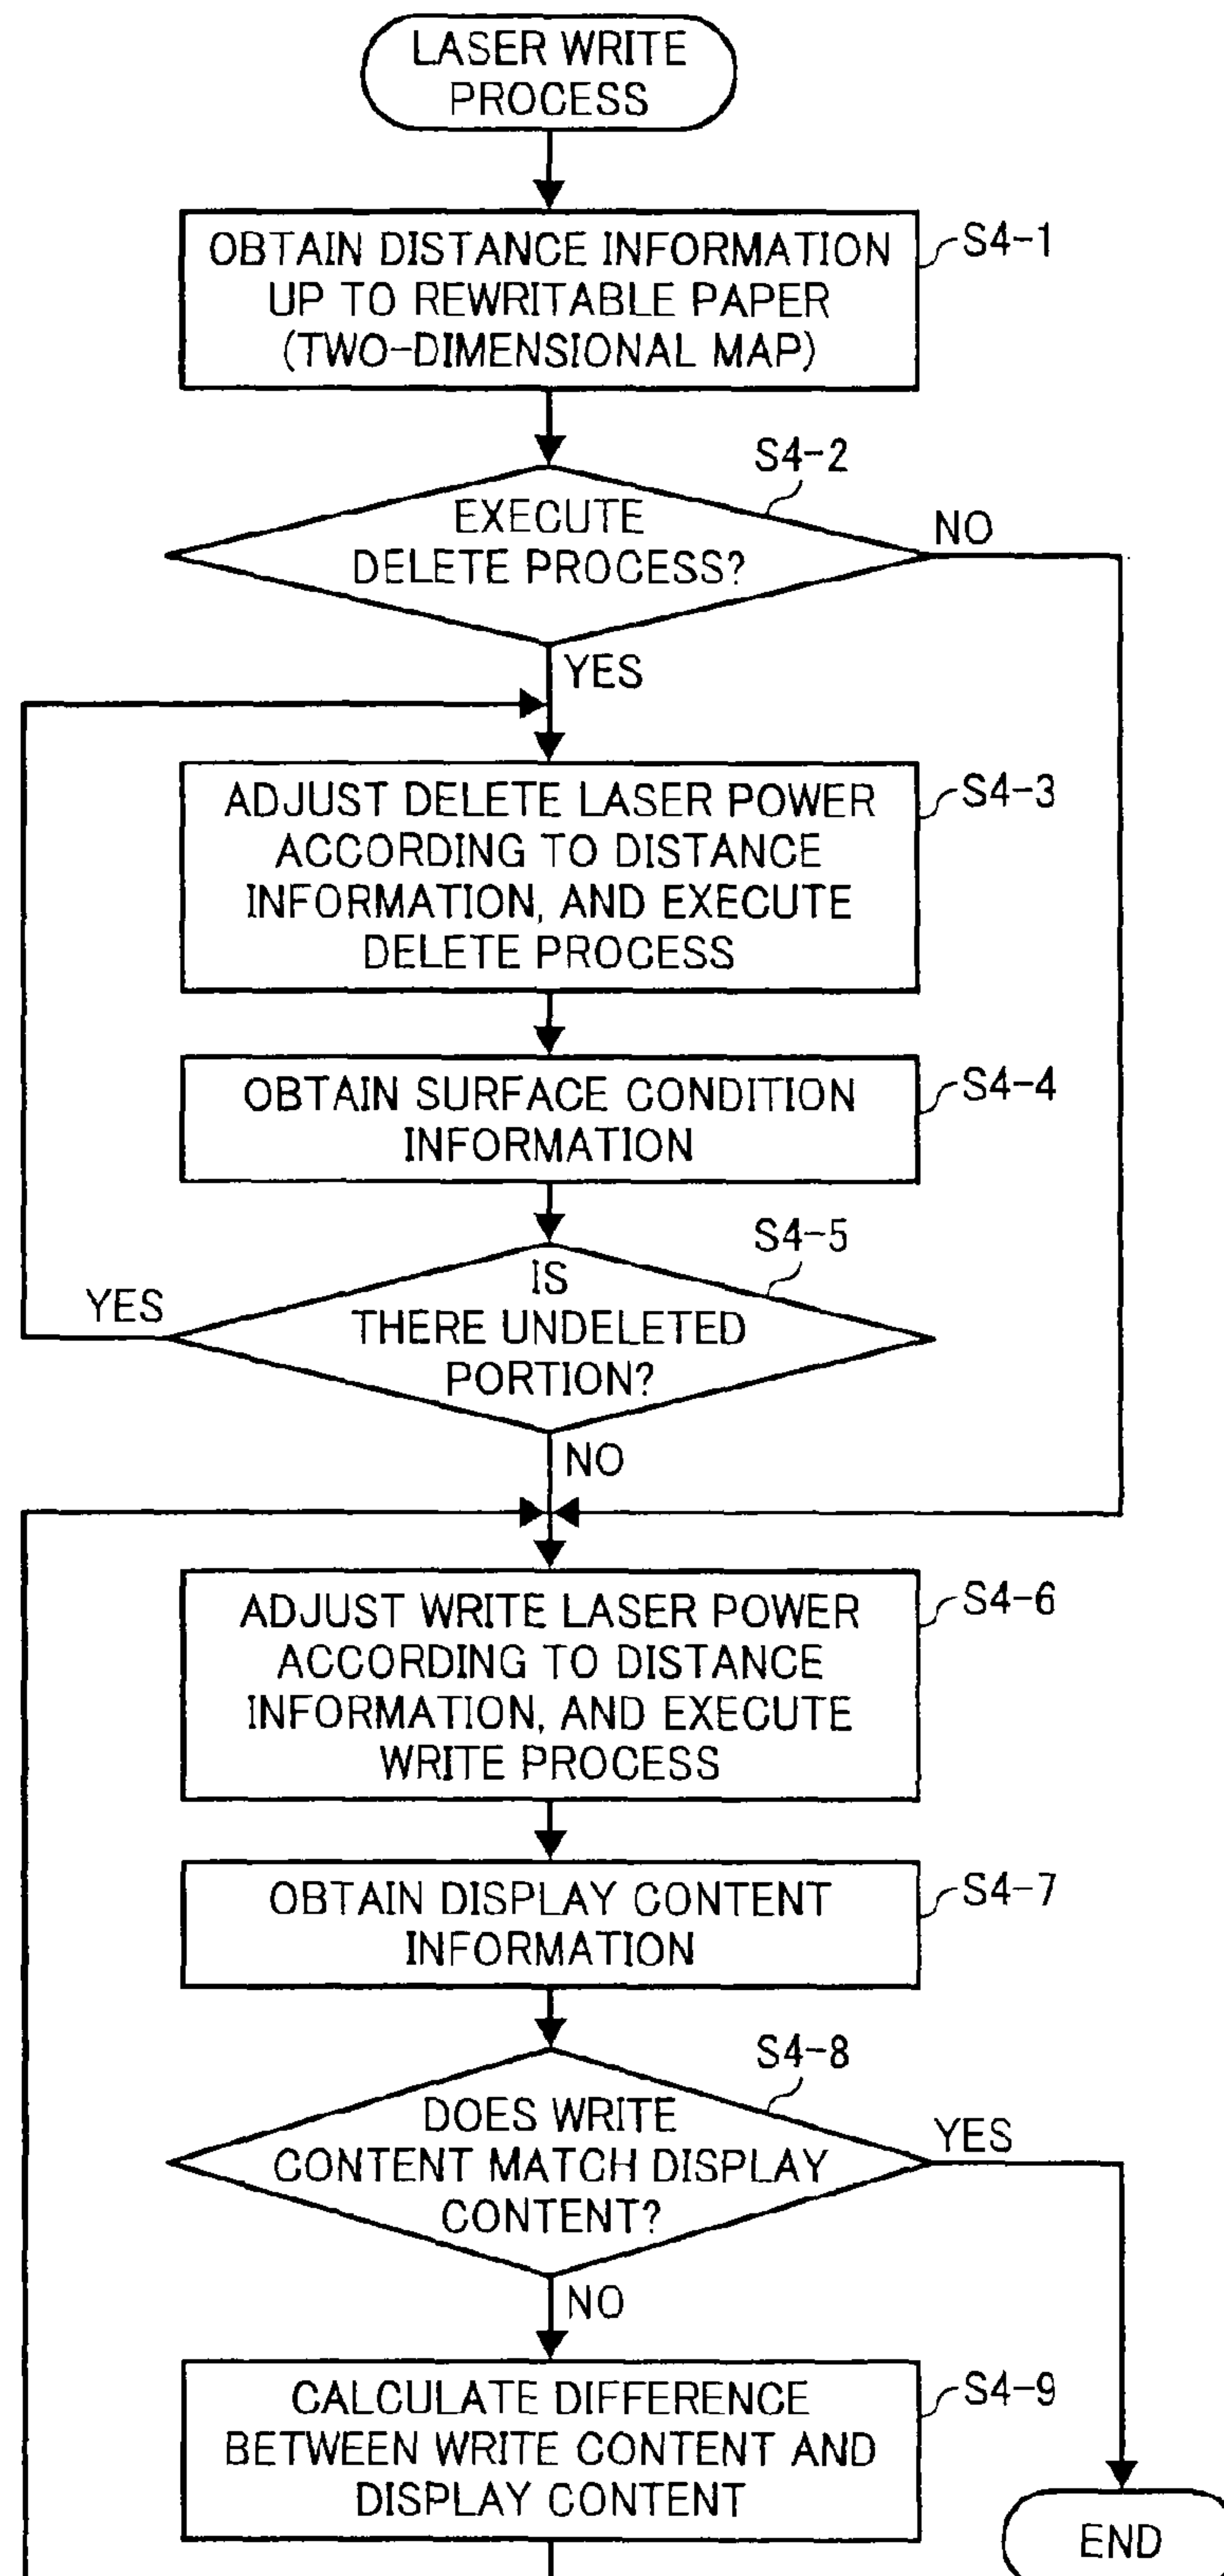 LASER WRITE
PROCESS
OBTAIN DISTANCE INFORMATION
UP TO REWRITABLE PAPER
(TWO-DIMENSIONAL MAP)
S4-1
S4-2
EXECUTE
DELETE PROCESS?
NO
YES
ADJUST DELETE LASER POWER
ACCORDING TO DISTANCE
INFORMATION, AND EXECUTE
DELETE PROCESS
S4-3
OBTAIN SURFACE CONDITION
INFORMATION
S4-4
S4-5
IS
THERE UNDELETED
PORTION?
YES
NO
ADJUST WRITE LASER POWER
ACCORDING TO DISTANCE
INFORMATION, AND EXECUTE
WRITE PROCESS
S4-6
OBTAIN DISPLAY CONTENT
INFORMATION
S4-7
S4-8
DOES WRITE
CONTENT MATCH DISPLAY
CONTENT?
YES
NO
CALCULATE DIFFERENCE
BETWEEN WRITE CONTENT AND
DISPLAY CONTENT
S4-9
END